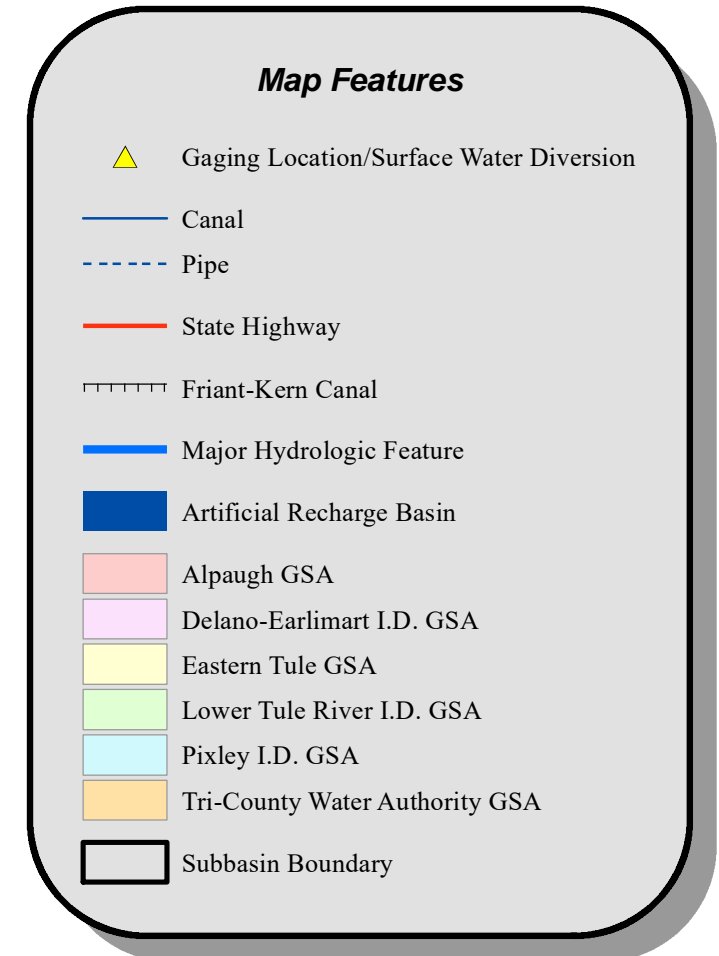 Map Features
Gaging Location/Surface Water Diversion
Canal
Pipe
State Highway
Friant-Kern Canal
Major Hydrologic Feature
Artificial Recharge Basin
Alpaugh GSA
Delano-Earlimart I.D. GSA
Eastern Tule GSA
Lower Tule River I.D. GSA
Pixley I.D. GSA
Tri-County Water Authority GSA
Subbasin Boundary